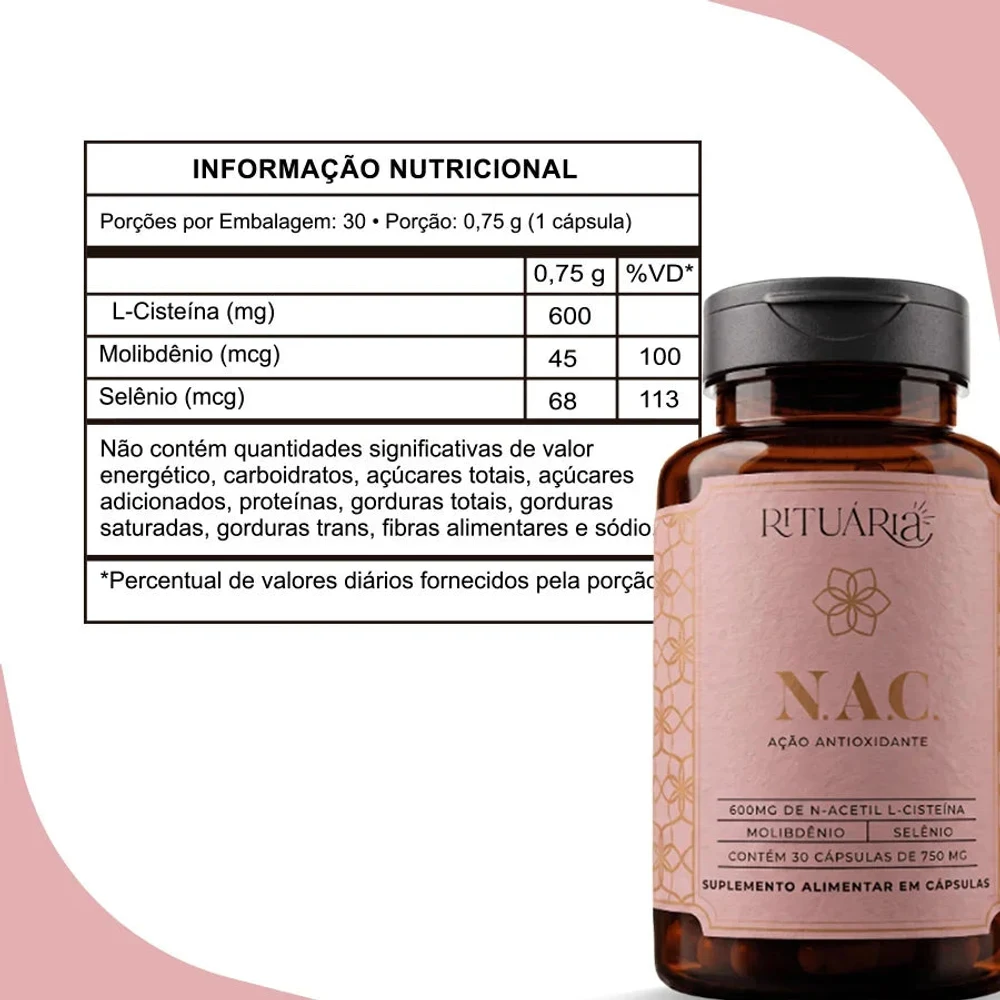 INFORMAÇÃO NUTRICIONAL
Porções por Embalagem: 30 • Porção: 0,75 g (1 cápsula)
0,75 g %VD*
L-Cisteína (mg) 600
Molibdênio (mcg) 45 100
Selênio (mcg) 68 113
Não contém quantidades significativas de valor
energético, carboidratos, açúcares totais, açúcares
adicionados, proteínas, gorduras totais, gorduras
saturadas, gorduras trans, fibras alimentares e sódio.
*Percentual de valores diários fornecidos pela porção
RITUÁRIa
N.A.C.
AÇÃO ANTIOXIDANTE
600MG DE N-ACETIL L-CISTEÍNA
MOLIBDÊNIO SELÊNIO
CONTÉM 30 CÁPSULAS DE 750 MG
SUPLEMENTO ALIMENTAR EM CÁPSULAS